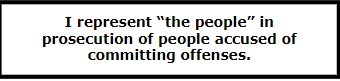 I represent “the people” in
prosecution of people accused of
committing offenses.